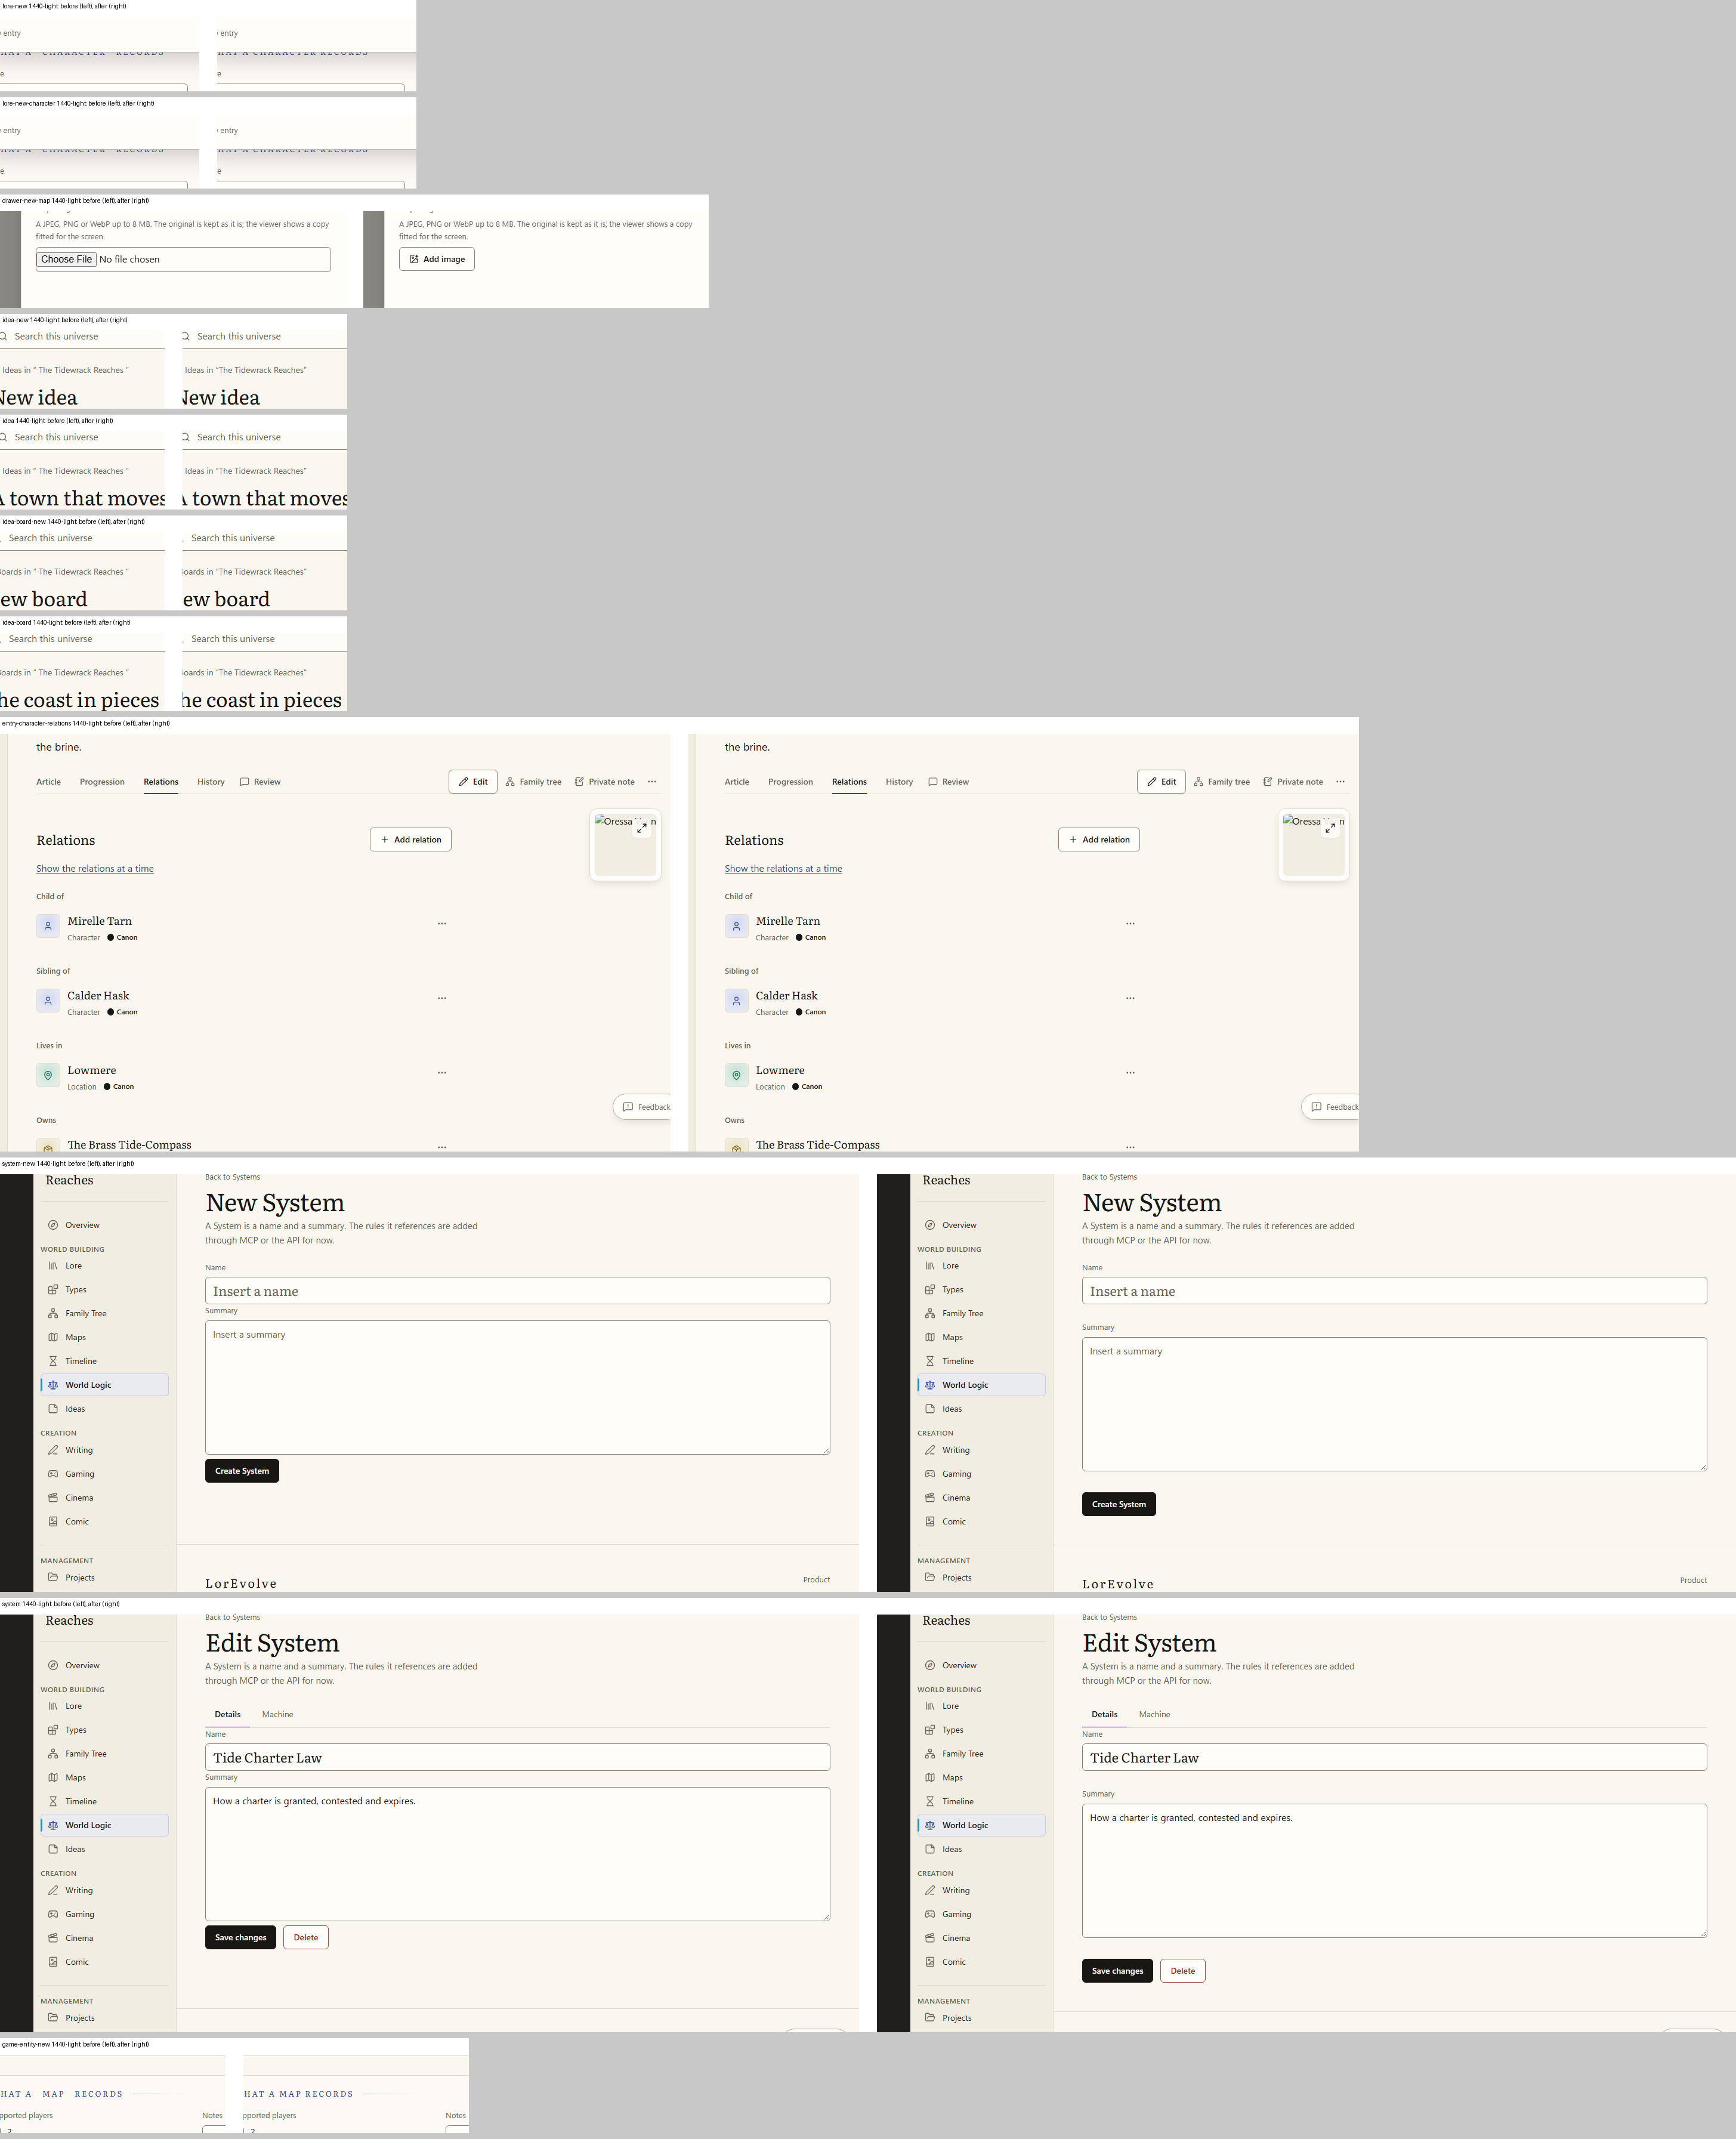 lore-new 1440-light before (left), after (right)
entry entry
HAT A CHARACTER RECORDS HAT A CHARACTER RECORDS
e e
lore-new-character 1440-light before (left), after (right)
entry entry
HAT A CHARACTER RECORDS HAT A CHARACTER RECORDS
e e
drawer-new-map 1440-light before (left), after (right)
A JPEG, PNG or WebP up to 8 MB. The original is kept as it is; the viewer shows a copy A JPEG, PNG or WebP up to 8 MB. The original is kept as it is; the viewer shows a copy
fitted for the screen. fitted for the screen.
Choose File No file chosen Add image
idea-new 1440-light before (left), after (right)
Search this universe Search this universe
Ideas in “ The Tidewrack Reaches ” Ideas in “The Tidewrack Reaches”
New idea New idea
idea 1440-light before (left), after (right)
Search this universe Search this universe
Ideas in “ The Tidewrack Reaches ” Ideas in “The Tidewrack Reaches”
A town that moves A town that moves
idea-board-new 1440-light before (left), after (right)
Search this universe Search this universe
Boards in “ The Tidewrack Reaches ” Boards in “The Tidewrack Reaches”
ew board ew board
idea-board 1440-light before (left), after (right)
Search this universe Search this universe
Boards in “ The Tidewrack Reaches ” Boards in “The Tidewrack Reaches”
he coast in pieces he coast in pieces
entry-character-relations 1440-light before (left), after (right)
the brine. the brine.
Article Progression Relations History Review Edit Family tree Private note Article Progression Relations History Review Edit Family tree Private note
Oressa Oressa
Relations Add relation Relations Add relation
Show the relations at a time Show the relations at a time
Child of Child of
Mirelle Tarn Mirelle Tarn
Character Canon Character Canon
Sibling of Sibling of
Calder Hask Calder Hask
Character Canon Character Canon
Lives in Lives in
Lowmere Lowmere
Location Canon Location Canon
Feedback Feedback
Owns Owns
The Brass Tide-Compass The Brass Tide-Compass
system-new 1440-light before (left), after (right)
Reaches Back to Systems Reaches Back to Systems
New System New System
A System is a name and a summary. The rules it references are added A System is a name and a summary. The rules it references are added
Overview through MCP or the API for now. Overview through MCP or the API for now.
WORLD BUILDING WORLD BUILDING
Lore Name Lore Name
Types Insert a name Types Insert a name
Family Tree Summary Family Tree
Summary
Maps Insert a summary Maps
Insert a summary
Timeline Timeline
World Logic World Logic
Ideas Ideas
CREATION CREATION
Writing Writing
Gaming Create System Gaming
Cinema Cinema Create System
Comic Comic
MANAGEMENT MANAGEMENT
Projects LorEvolve Product Projects LorEvolve Product
system 1440-light before (left), after (right)
Reaches Back to Systems Reaches Back to Systems
Edit System Edit System
A System is a name and a summary. The rules it references are added A System is a name and a summary. The rules it references are added
Overview through MCP or the API for now. Overview through MCP or the API for now.
WORLD BUILDING WORLD BUILDING
Lore Details Machine Lore Details Machine
Types Name Types Name
Family Tree Tide Charter Law Family Tree Tide Charter Law
Maps Summary Maps
Summary
Timeline How a charter is granted, contested and expires. Timeline
How a charter is granted, contested and expires.
World Logic World Logic
Ideas Ideas
CREATION CREATION
Writing Writing
Gaming Gaming
Cinema Save changes Delete Cinema
Comic Comic Save changes Delete
MANAGEMENT MANAGEMENT
Projects Projects
game-entity-new 1440-light before (left), after (right)
HAT A MAP RECORDS HAT A MAP RECORDS
pported players Notes pported players Notes
2 2